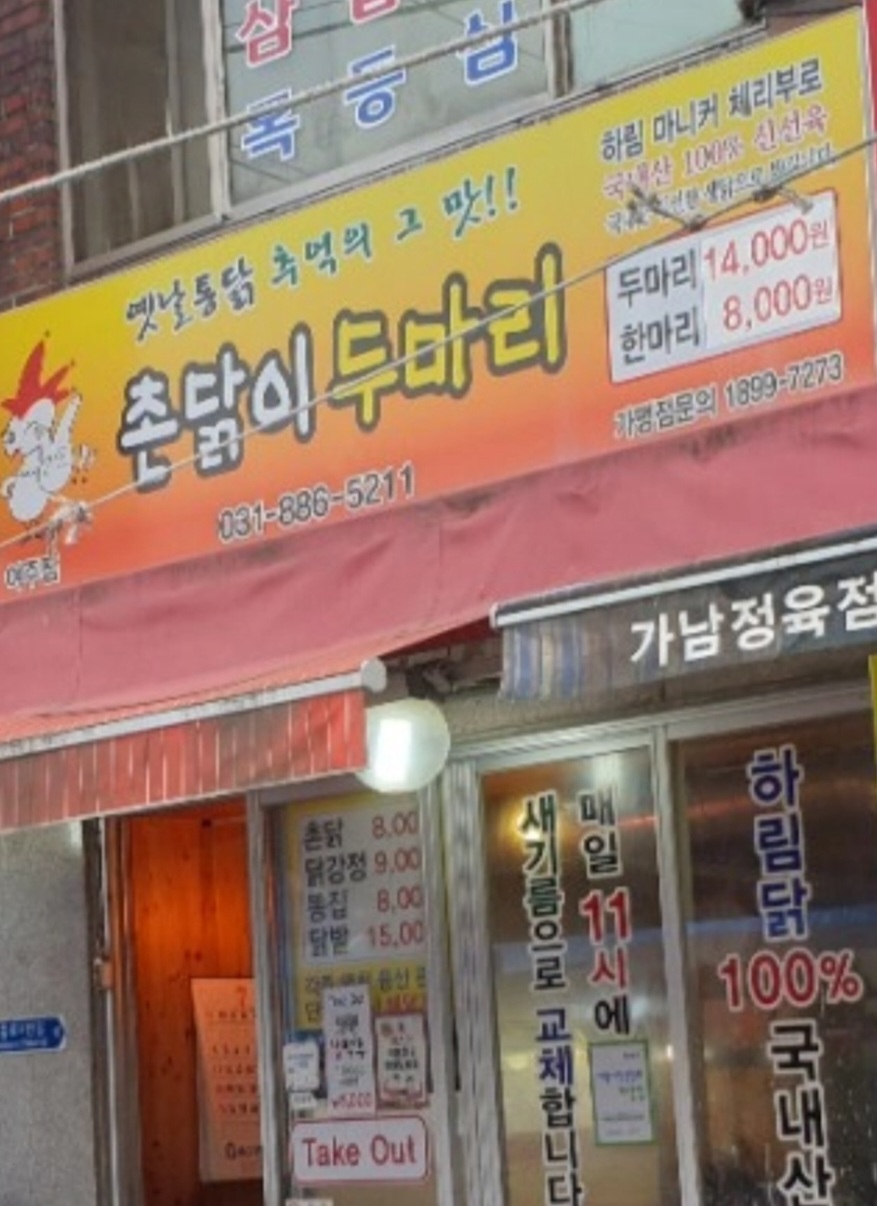 삼
목등심
하림 마니커 체리부로
국내산 100% 신선육
옛날통닭 추억의 그 맛!!
촌닭이 두마리
두마리 14,000원
한마리 8,000원
가맹점문의 1899-7273
031-886-5211
여주점
가남정육점
촌닭 8,00
닭강정 9,00
똥집 8,00
닭발 15,00
Take Out
매일 11시에
새기름으로 교체합니다
하림닭 100% 국내산